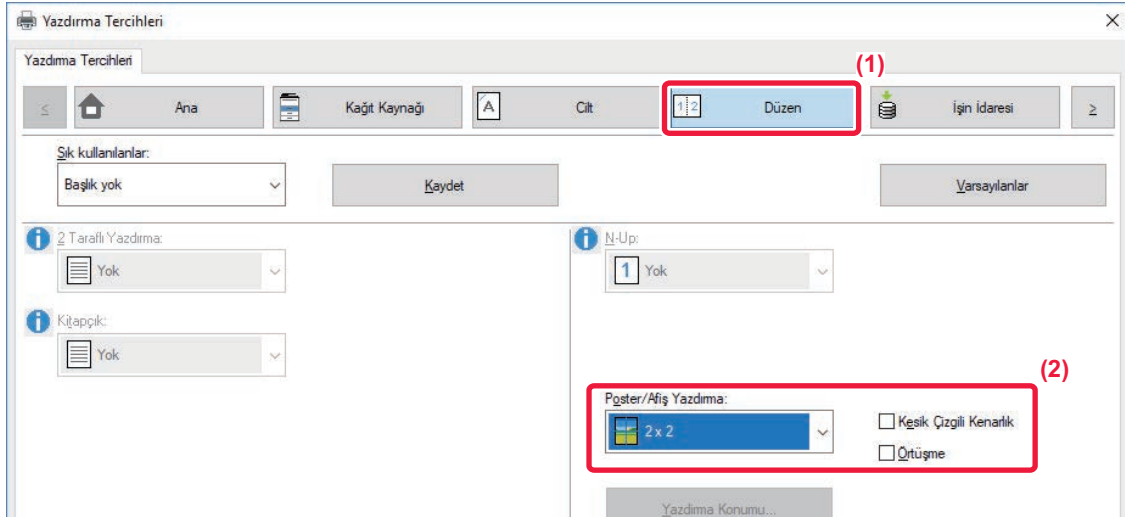 Yazdırma Tercihleri
Yazdırma Tercihleri
(1)
< Ana Kağıt Kaynağı A Cilt 1 2 Düzen İşin İdaresi >
Sık kullanılanlar:
Başlık yok Kaydet Varsayılanlar
2 Taraflı Yazdırma: N-Up:
Yok 1 Yok
Kitapçık:
Yok
(2)
Poster/Afiş Yazdırma:
2 x 2 Kesik Çizgili Kenarlık
Örtüşme
Yazdırma Konumu...